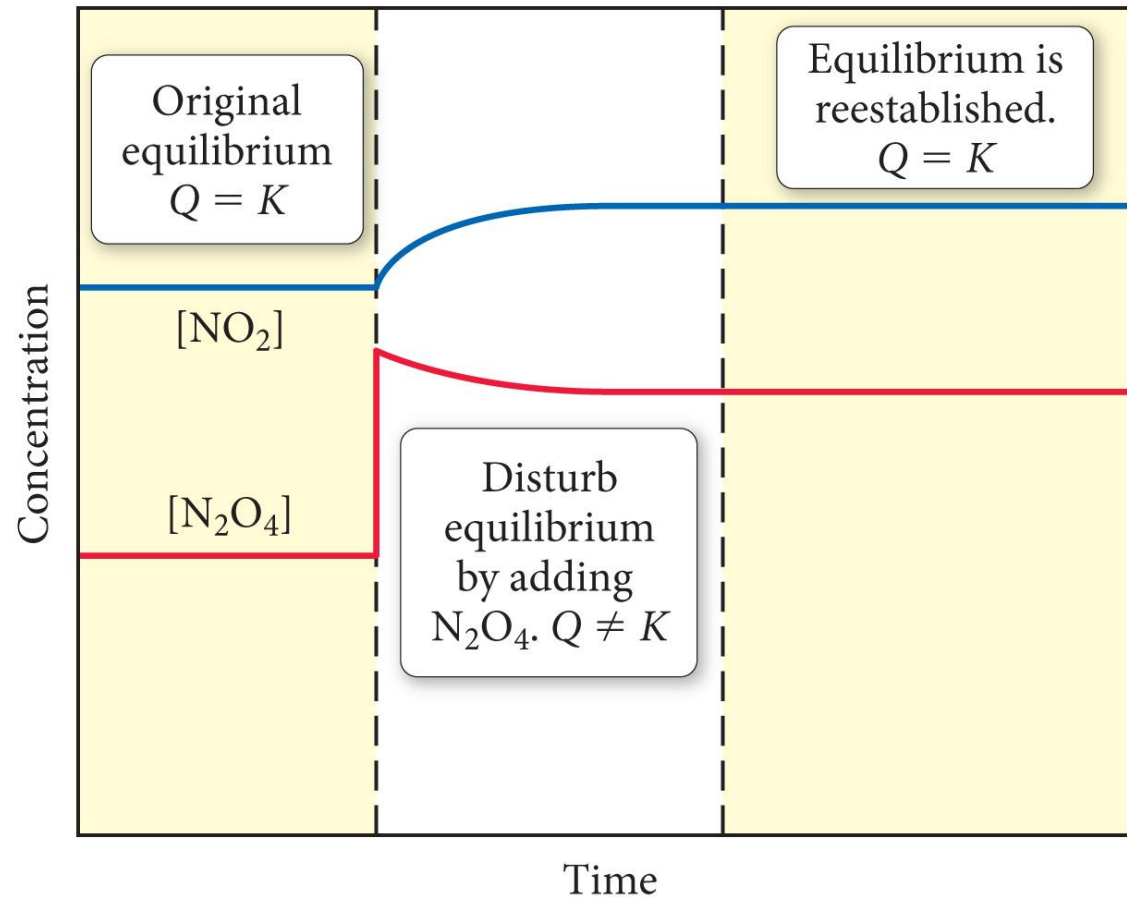 Concentration
Original
equilibrium
Q = K
[NO₂]
[N₂O₄]
Disturb
equilibrium
by adding
N₂O₄. Q ≠ K
Equilibrium is
reestablished.
Q = K
Time